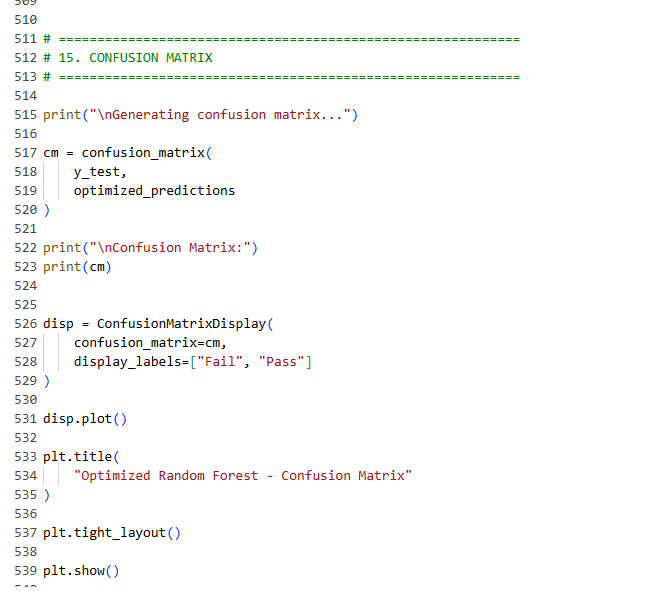 509
510
511 # ============================================================
512 # 15. CONFUSION MATRIX
513 # ============================================================
514
515 print("\nGenerating confusion matrix...")
516
517 cm = confusion_matrix(
518     y_test,
519     optimized_predictions
520 )
521
522 print("\nConfusion Matrix:")
523 print(cm)
524
525
526 disp = ConfusionMatrixDisplay(
527     confusion_matrix=cm,
528     display_labels=["Fail", "Pass"]
529 )
530
531 disp.plot()
532
533 plt.title(
534     "Optimized Random Forest - Confusion Matrix"
535 )
536
537 plt.tight_layout()
538
539 plt.show()